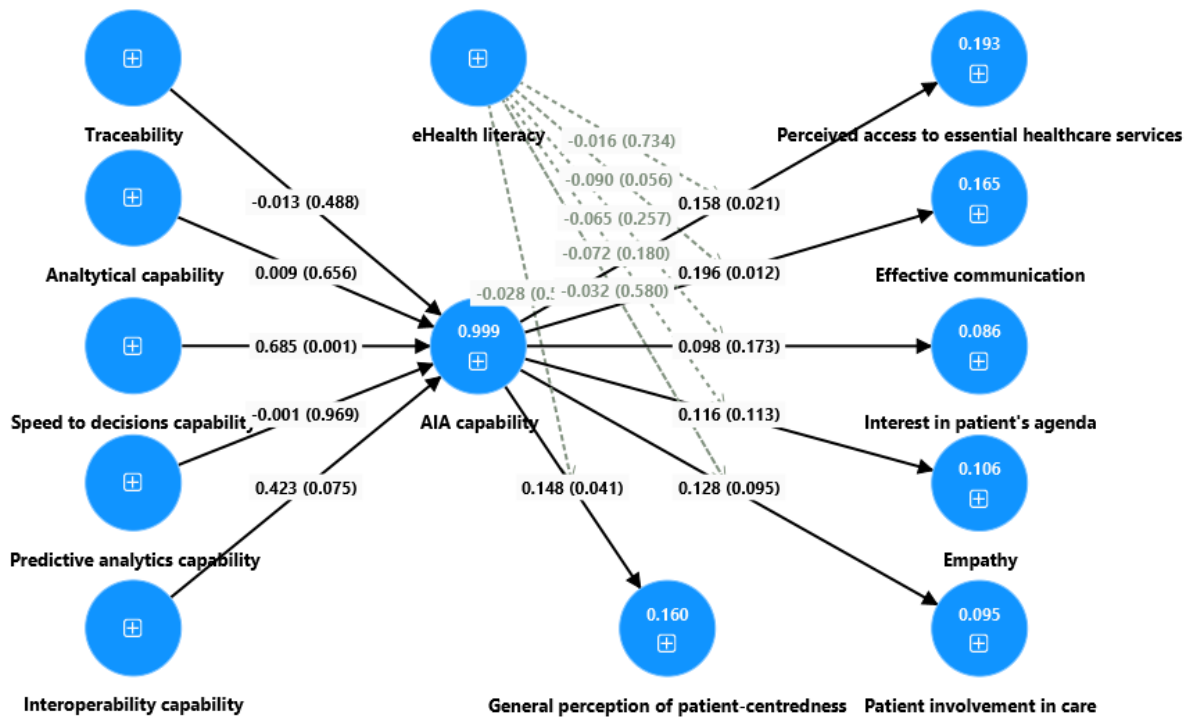 0.193
Traceability
eHealth literacy
Perceived access to essential healthcare services
-0.016 (0.734)
-0.090 (0.056)
0.165
-0.013 (0.488)
0.158 (0.021)
-0.065 (0.257)
-0.072 (0.180)
Analtytical capability
0.009 (0.656)
0.196 (0.012)
Effective communication
-0.028 (0.
-0.032 (0.580)
0.999
0.685 (0.001)
0.098 (0.173)
0.086
Speed to decisions capability
-0.001 (0.969)
AIA capability
0.116 (0.113)
Interest in patient's agenda
0.106
0.423 (0.075)
0.148 (0.041)
0.128 (0.095)
Predictive analytics capability
Empathy
0.160
0.095
Interoperability capability
General perception of patient-centredness
Patient involvement in care